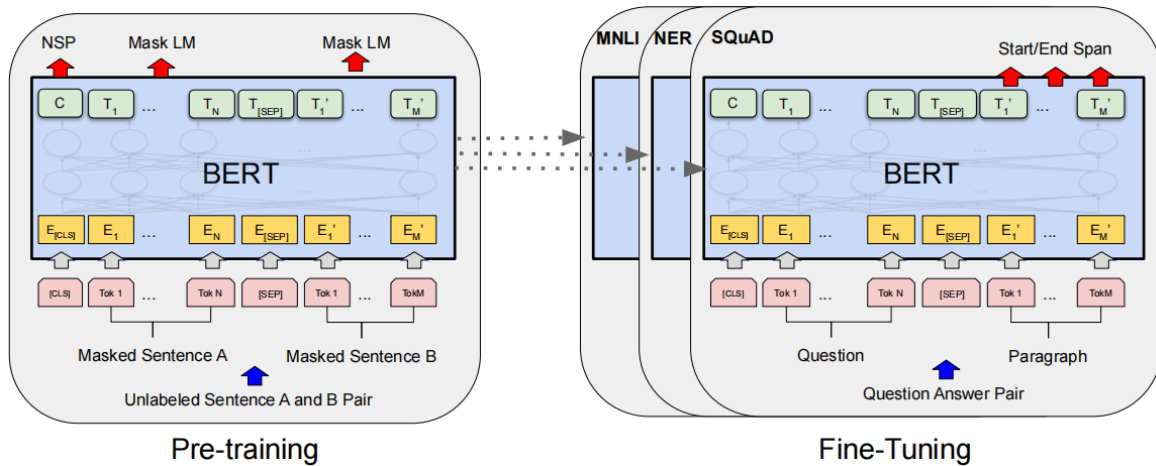 NSP Mask LM Mask LM
C T1 ... TN T[SEP] T1' ... TM'
...
BERT
...
E[CLS] E1 ... EN E[SEP] E1' ... EM'
[CLS] Tok 1 ... Tok N [SEP] Tok 1 ... TokM
Masked Sentence A Masked Sentence B
Unlabeled Sentence A and B Pair
Pre-training
MNLI NER SQuAD
Start/End Span
C T1 ... TN T[SEP] T1' ... TM'
...
BERT
...
E[CLS] E1 ... EN E[SEP] E1' ... EM'
[CLS] Tok 1 ... Tok N [SEP] Tok 1 ... TokM
Question Paragraph
Question Answer Pair
Fine-Tuning